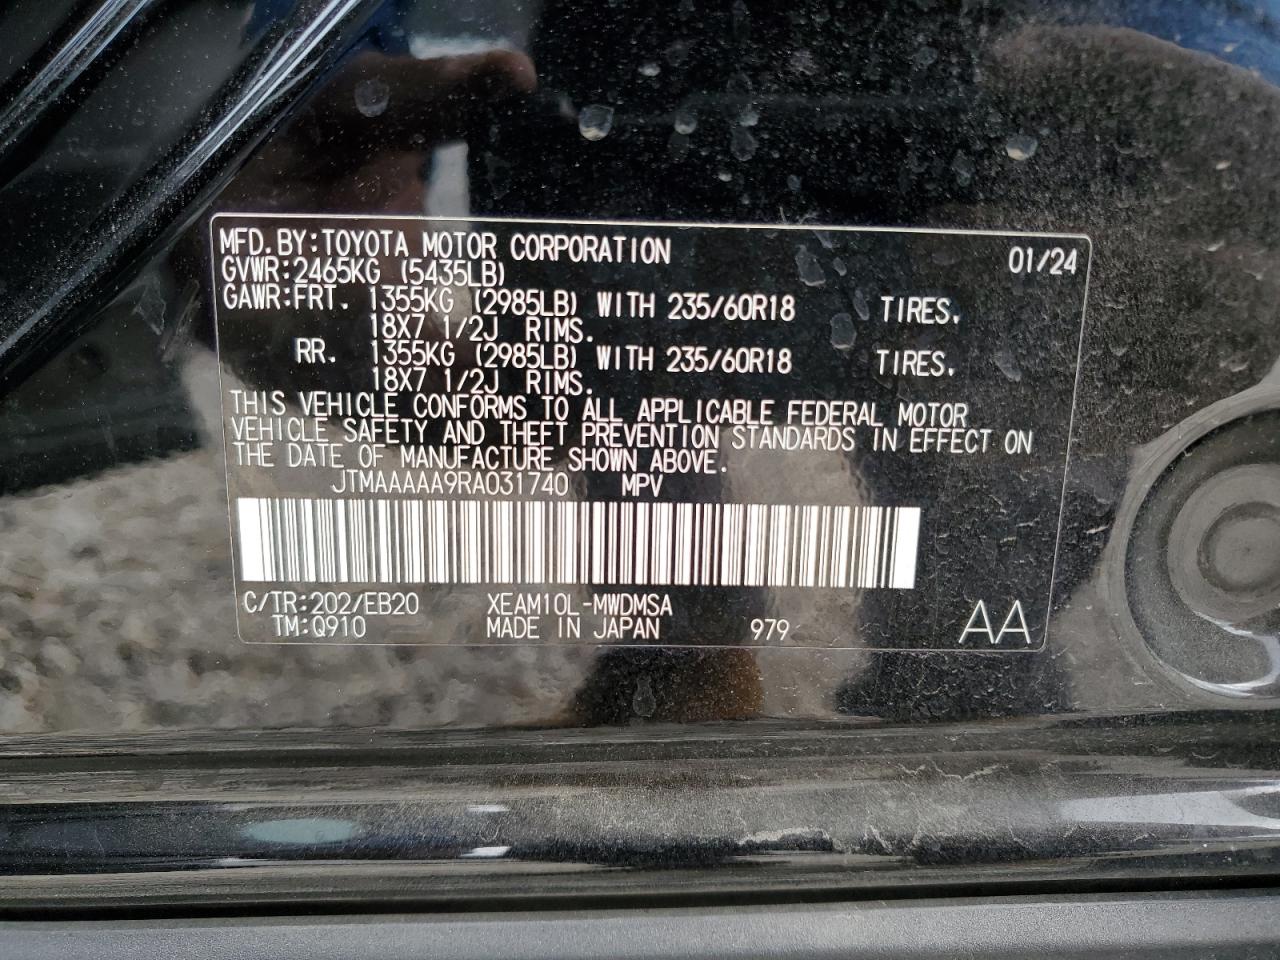 MFD.BY:TOYOTA MOTOR CORPORATION 01/24
GVWR:2465KG (5435LB)
GAWR:FRT. 1355KG (2985LB) WITH 235/60R18 TIRES.
18X7 1/2J RIMS.
RR. 1355KG (2985LB) WITH 235/60R18 TIRES.
18X7 1/2J RIMS.
THIS VEHICLE CONFORMS TO ALL APPLICABLE FEDERAL MOTOR
VEHICLE SAFETY AND THEFT PREVENTION STANDARDS IN EFFECT ON
THE DATE OF MANUFACTURE SHOWN ABOVE.
JTMAAAAA9RA031740 MPV
C/TR:202/EB20 XEAM10L-MWDMSA
TM:Q910 MADE IN JAPAN 979 AA